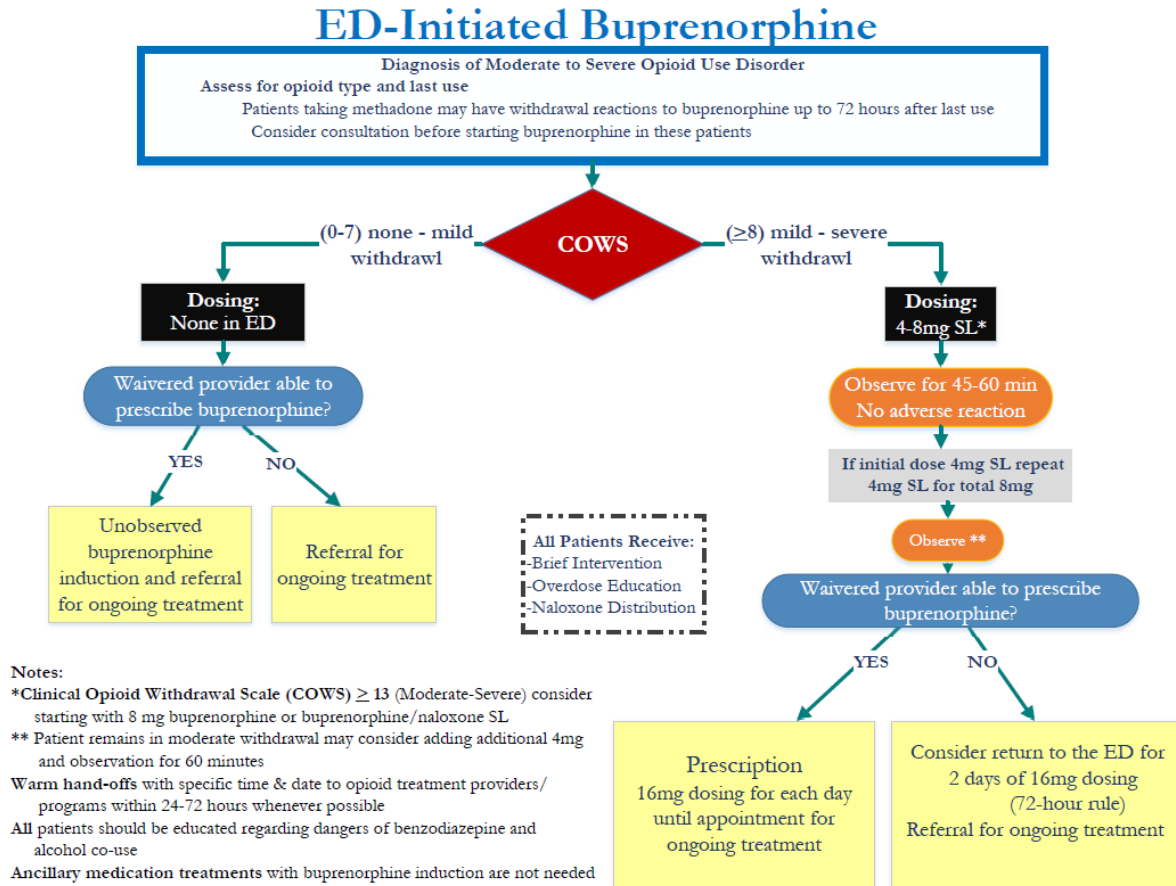 ED-Initiated Buprenorphine
Diagnosis of Moderate to Severe Opioid Use Disorder
Assess for opioid type and last use
Patients taking methadone may have withdrawal reactions to buprenorphine up to 72 hours after last use
Consider consultation before starting buprenorphine in these patients
COWS
(0-7) none - mild
withdrawl
(≥8) mild - severe
withdrawal
Dosing:
None in ED
Waivered provider able to
prescribe buprenorphine?
YES
NO
Unobserved
buprenorphine
induction and referral
for ongoing treatment
Referral for
ongoing treatment
Dosing:
4-8mg SL*
Observe for 45-60 min
No adverse reaction
If initial dose 4mg SL repeat
4mg SL for total 8mg
Observe **
Waivered provider able to prescribe
buprenorphine?
YES
NO
Prescription
16mg dosing for each day
until appointment for
ongoing treatment
Consider return to the ED for
2 days of 16mg dosing
(72-hour rule)
Referral for ongoing treatment
All Patients Receive:
-Brief Intervention
-Overdose Education
-Naloxone Distribution
Notes:
*Clinical Opioid Withdrawal Scale (COWS) ≥ 13 (Moderate-Severe) consider
starting with 8 mg buprenorphine or buprenorphine/naloxone SL
** Patient remains in moderate withdrawal may consider adding additional 4mg
and observation for 60 minutes
Warm hand-offs with specific time & date to opioid treatment providers/
programs within 24-72 hours whenever possible
All patients should be educated regarding dangers of benzodiazepine and
alcohol co-use
Ancillary medication treatments with buprenorphine induction are not needed